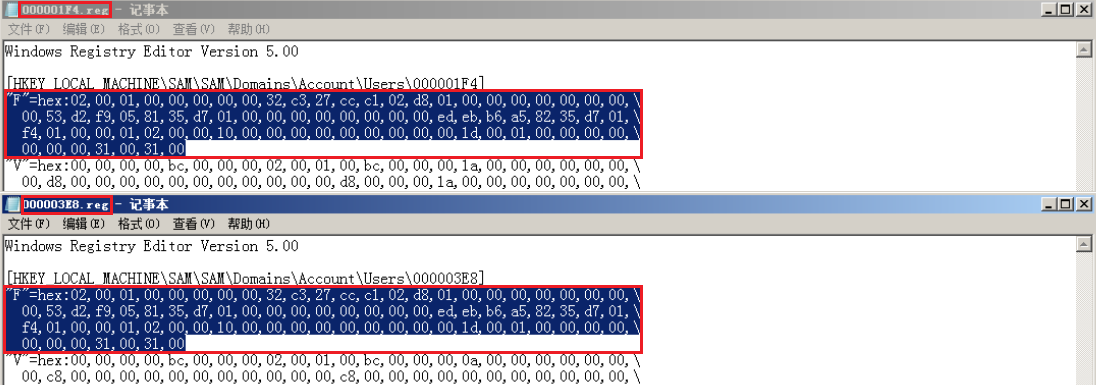 000001F4.reg - 记事本
文件(F) 编辑(E) 格式(O) 查看(V) 帮助(H)
Windows Registry Editor Version 5.00
[HKEY_LOCAL_MACHINE\SAM\SAM\Domains\Account\Users\000001F4]
"F"=hex:02,00,01,00,00,00,00,00,32,c3,27,cc,c1,02,d8,01,00,00,00,00,00,00,00,\
00,53,d2,f9,05,81,35,d7,01,00,00,00,00,00,00,00,00,ed,eb,b6,a5,82,35,d7,01,\
f4,01,00,00,01,02,00,00,10,00,00,00,00,00,00,00,00,00,1d,00,01,00,00,00,00,\
00,00,00,31,00,31,00
"V"=hex:00,00,00,00,bc,00,00,00,02,00,01,00,bc,00,00,00,1a,00,00,00,00,00,00,\
00,d8,00,00,00,00,00,00,00,00,00,00,00,d8,00,00,00,1a,00,00,00,00,00,00,00,\
000003E8.reg - 记事本
文件(F) 编辑(E) 格式(O) 查看(V) 帮助(H)
Windows Registry Editor Version 5.00
[HKEY_LOCAL_MACHINE\SAM\SAM\Domains\Account\Users\000003E8]
"F"=hex:02,00,01,00,00,00,00,00,32,c3,27,cc,c1,02,d8,01,00,00,00,00,00,00,00,\
00,53,d2,f9,05,81,35,d7,01,00,00,00,00,00,00,00,00,ed,eb,b6,a5,82,35,d7,01,\
f4,01,00,00,01,02,00,00,10,00,00,00,00,00,00,00,00,00,1d,00,01,00,00,00,00,\
00,00,00,31,00,31,00
"V"=hex:00,00,00,00,bc,00,00,00,02,00,01,00,bc,00,00,00,0a,00,00,00,00,00,00,\
00,c8,00,00,00,00,00,00,00,00,00,00,00,c8,00,00,00,1a,00,00,00,00,00,00,00,\